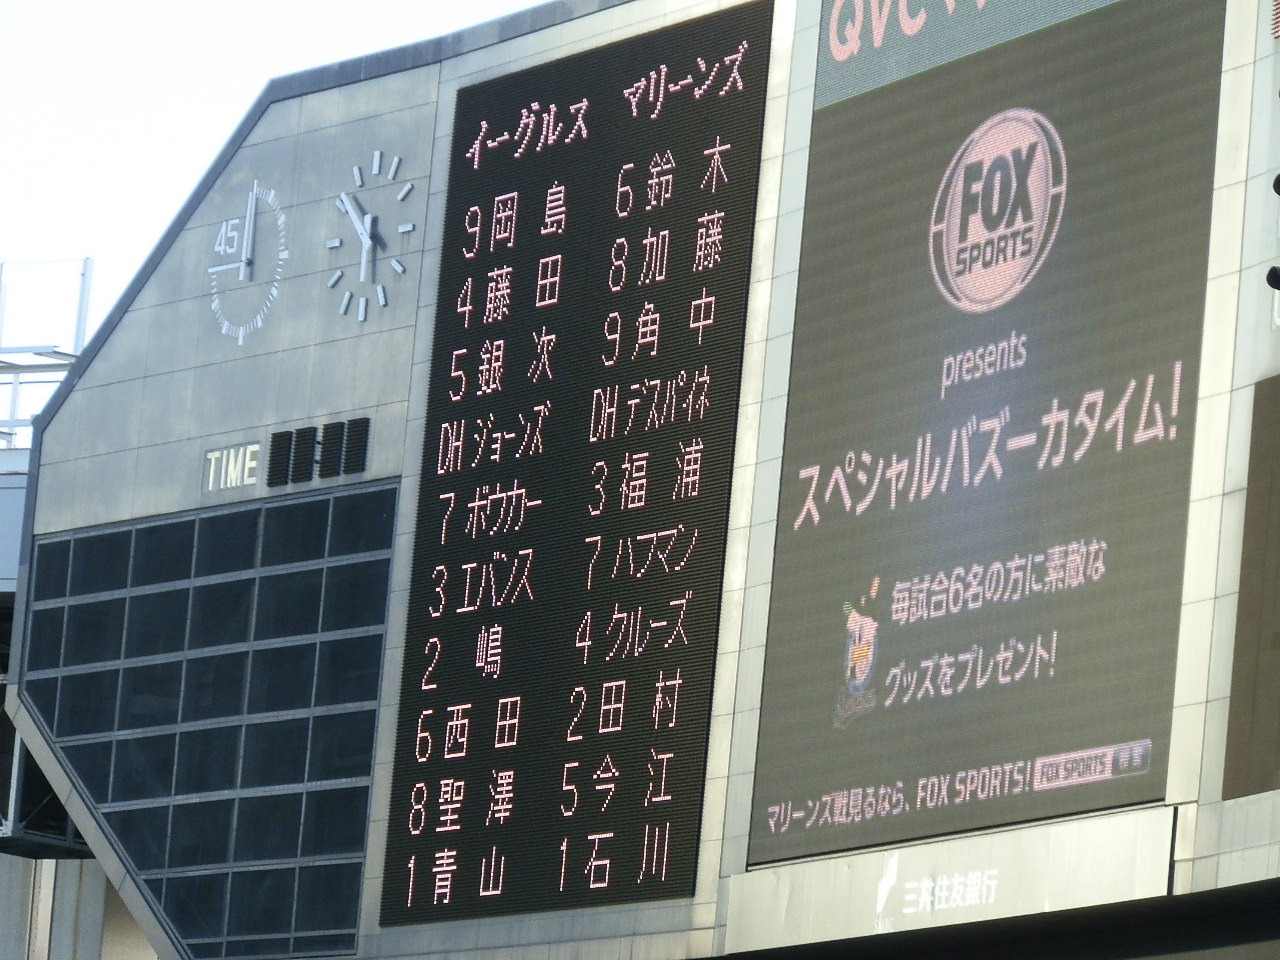 45
TIME
イーグルス
9 岡島
4 藤田
5 銀次
DH ジョーンズ
7 ボウカー
3 エバンス
2 嶋
6 西田
8 聖澤
1 青山
マリーンズ
6 鈴木
8 加藤
9 角中
DH デスパイネ
3 福浦
7 ハフマン
4 クルーズ
2 田村
5 今江
1 石川
QVC
FOX
SPORTS
presents
スペシャルバズーカタイム!
毎試合6名の方に素敵な
グッズをプレゼント!
マリーンズ戦見るなら、FOX SPORTS! FOX SPORTS
三井住友銀行